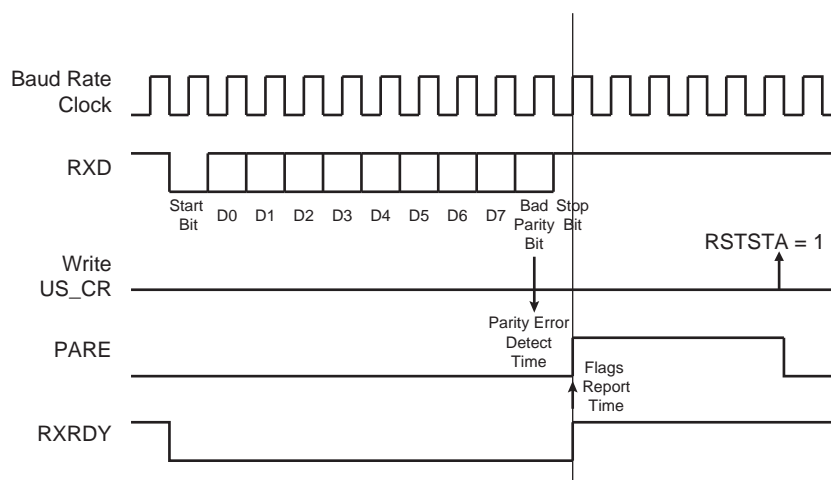 Baud Rate
Clock
RXD
Start
Bit
D0
D1
D2
D3
D4
D5
D6
D7
Bad
Parity
Bit
Stop
Bit
RSTSTA = 1
Write
US_CR
Parity Error
Detect
Time
PARE
Flags
Report
Time
RXRDY